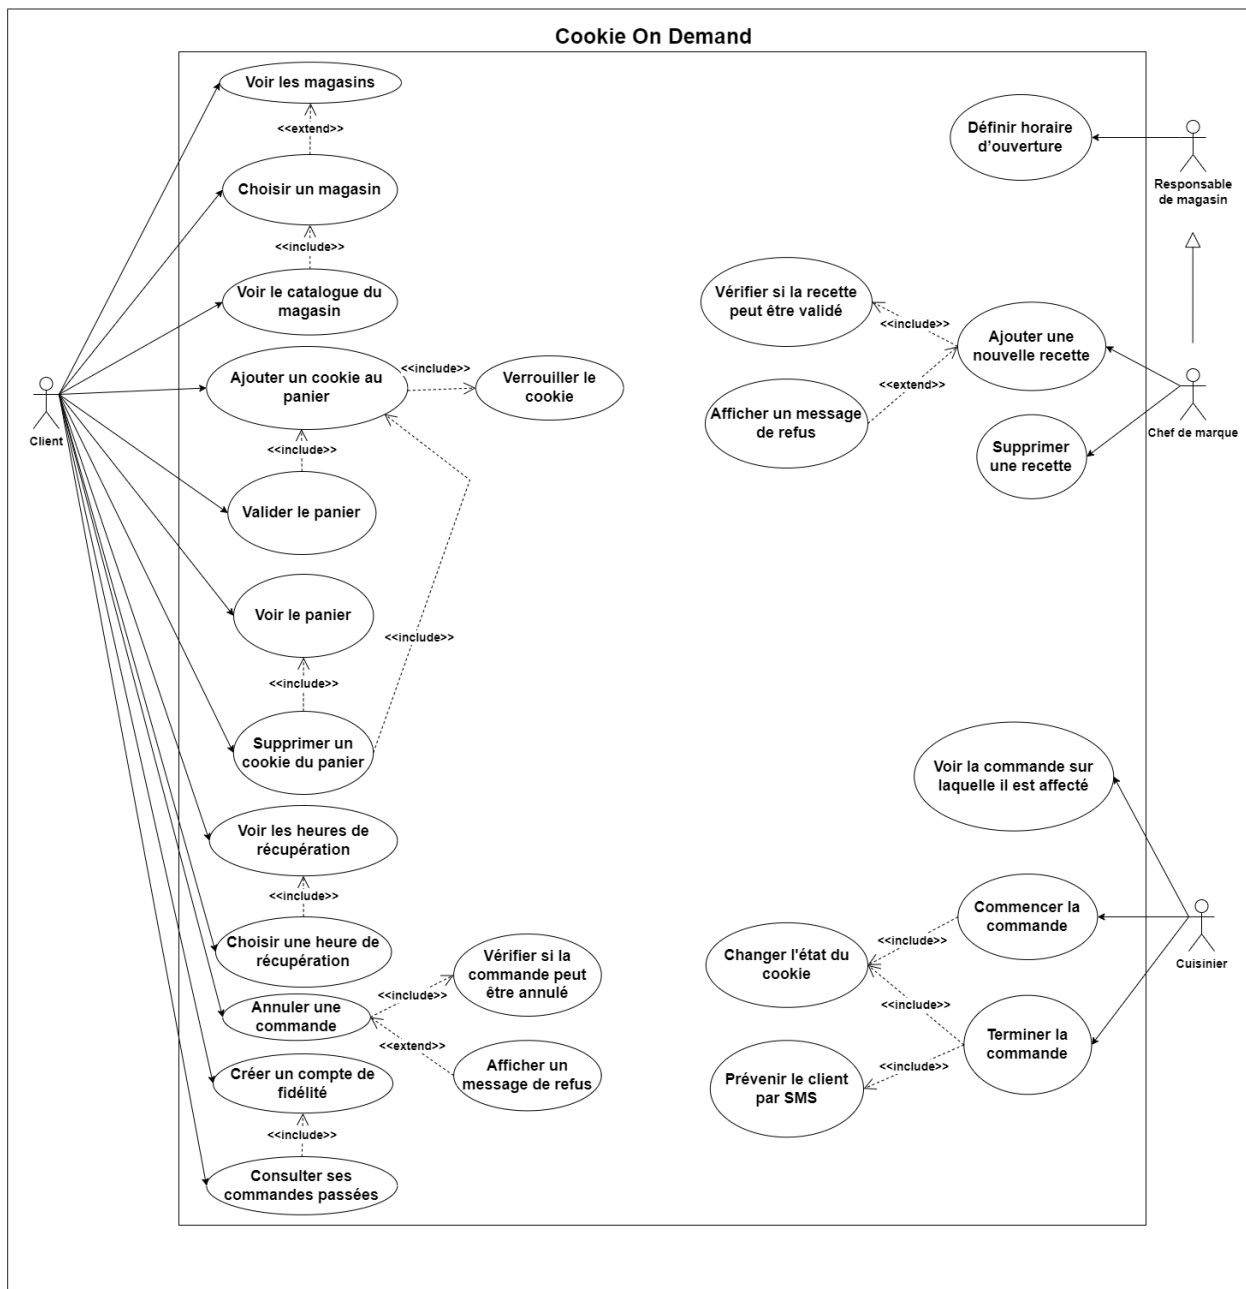 Cookie On Demand
Voir les magasins
<<extend>>
Choisir un magasin
<<include>>
Voir le catalogue du
magasin
Ajouter un cookie au
panier
<<include>>
Verrouiller le
cookie
<<include>>
Client
Valider le panier
Voir le panier
<<include>>
<<include>>
Supprimer un
cookie du panier
Voir les heures de
récupération
<<include>>
Choisir une heure de
récupération
Annuler une
commande
<<include>>
Vérifier si la
commande peut
être annulé
<<extend>>
Afficher un
message de refus
Créer un compte de
fidélité
<<include>>
Consulter ses
commandes passées
Définir horaire
d'ouverture
Responsable
de magasin
Vérifier si la recette
peut être validé
<<include>>
Ajouter une
nouvelle recette
<<extend>>
Afficher un message
de refus
Supprimer
une recette
Chef de marque
Voir la commande sur
laquelle il est affecté
Commencer la
commande
<<include>>
Changer l'état du
cookie
Cuisinier
<<include>>
Terminer la
commande
<<include>>
Prévenir le client
par SMS